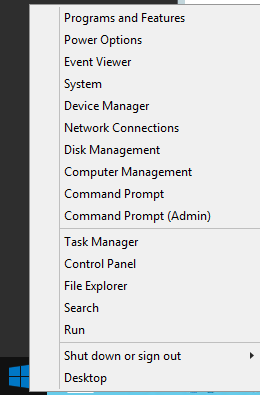 Programs and Features
Power Options
Event Viewer
System
Device Manager
Network Connections
Disk Management
Computer Management
Command Prompt
Command Prompt (Admin)
Task Manager
Control Panel
File Explorer
Search
Run
Shut down or sign out
Desktop